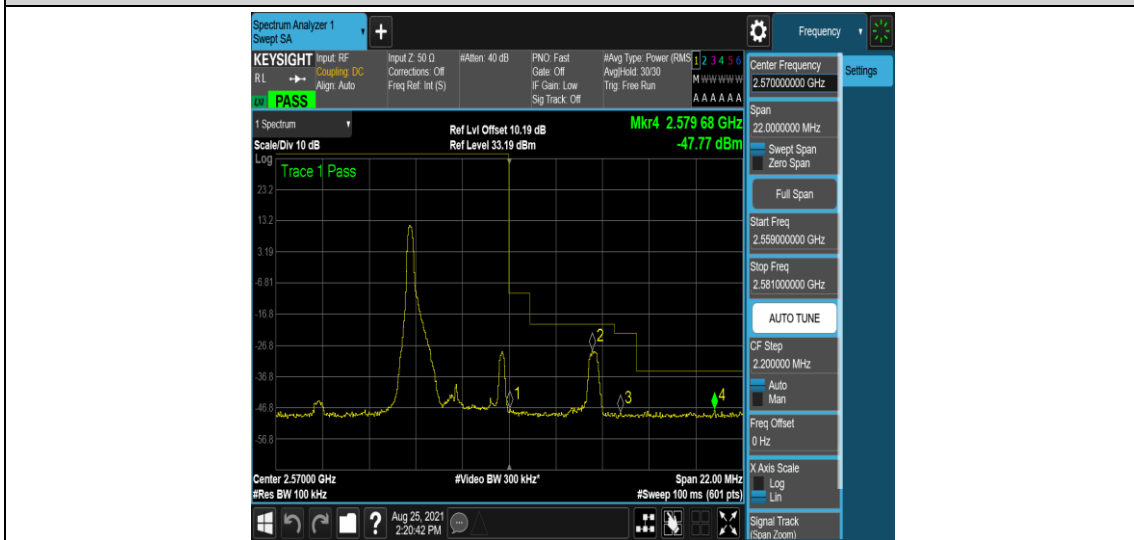 Spectrum Analyzer 1
Swept SA
+
Frequency
KEYSIGHT
RL
LXI
PASS
Input: RF
Coupling: DC
Align: Auto
Input Z: 50 Ω
Corrections: Off
Freq Ref: Int (S)
#Atten: 40 dB
PNO: Fast
Gate: Off
IF Gain: Low
Sig Track: Off
#Avg Type: Power (RMS
Avg|Hold: 30/30
Trig: Free Run
1 2 3 4 5 6
M W W W W W
A A A A A A
1 Spectrum
Scale/Div 10 dB
Ref Lvl Offset 10.19 dB
Ref Level 33.19 dBm
Mkr4 2.579 68 GHz
-47.77 dBm
Log
Trace 1 Pass
23.2
13.2
3.19
-6.81
-16.8
-26.8
-36.8
-46.8
-56.8
1
2
3
4
Center 2.57000 GHz
#Res BW 100 kHz
#Video BW 300 kHz*
Span 22.00 MHz
#Sweep 100 ms (601 pts)
?
Aug 25, 2021
2:20:42 PM
Center Frequency
2.570000000 GHz
Settings
Span
22.0000000 MHz
Swept Span
Zero Span
Full Span
Start Freq
2.559000000 GHz
Stop Freq
2.581000000 GHz
AUTO TUNE
CF Step
2.200000 MHz
Auto
Man
Freq Offset
0 Hz
X Axis Scale
Log
Lin
Signal Track
(Span Zoom)